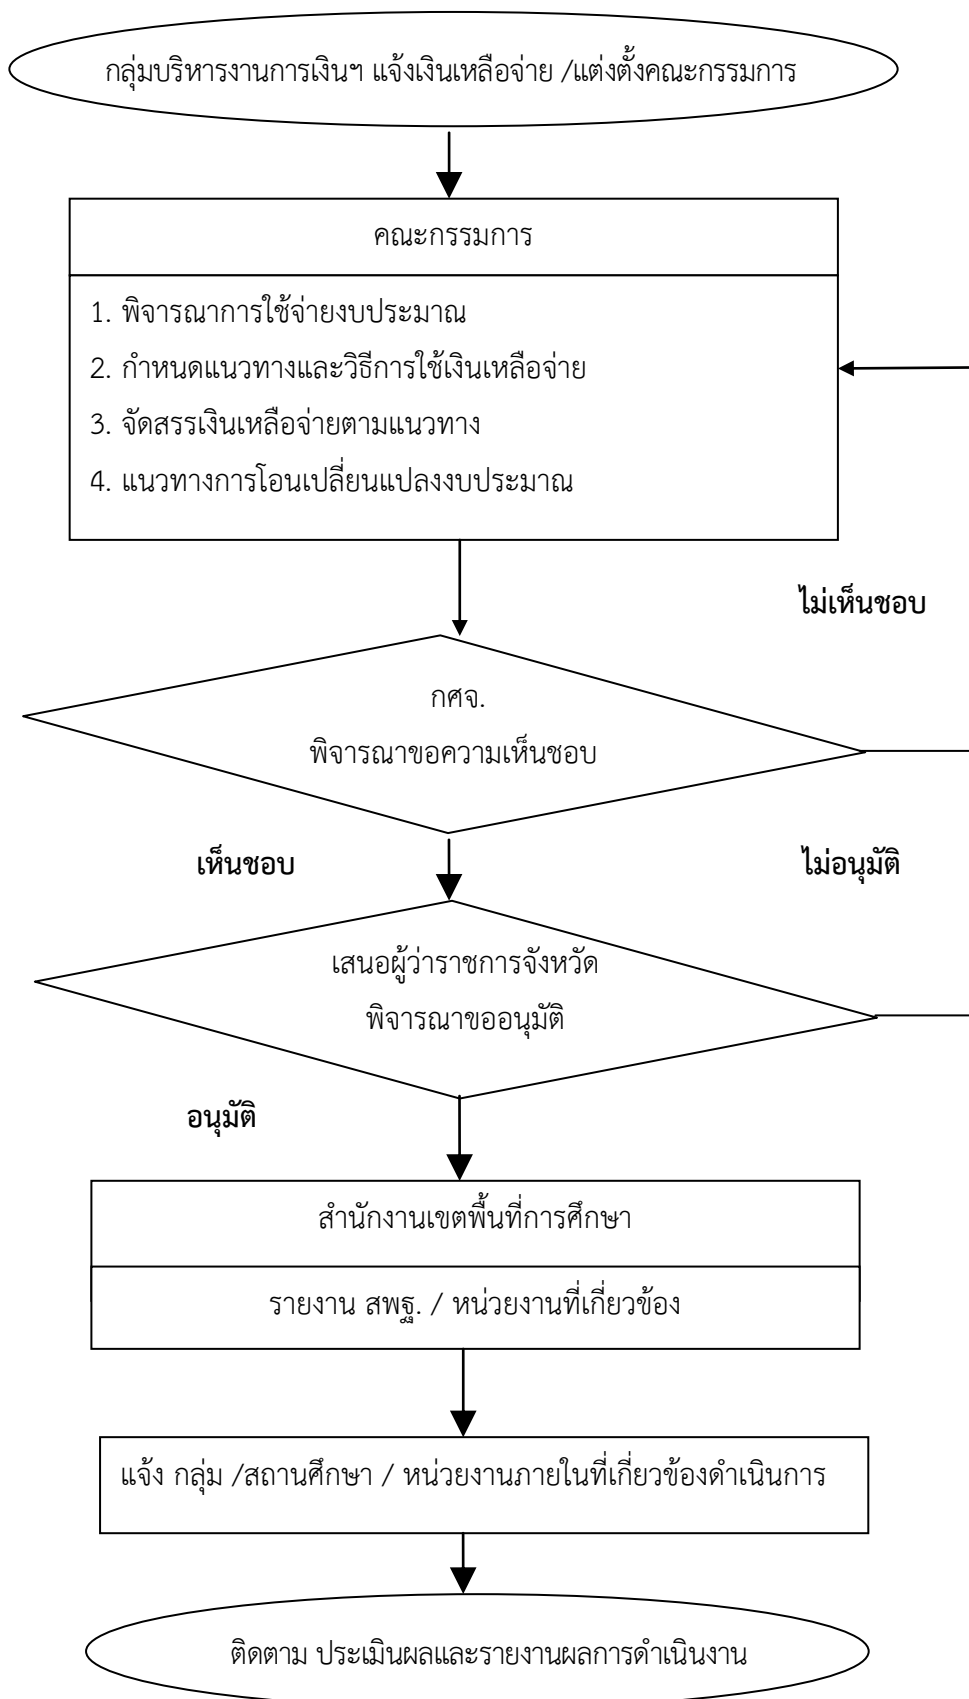 กลุ่มบริหารงานการเงินฯ แจ้งเงินเหลือจ่าย /แต่งตั้งคณะกรรมการ
คณะกรรมการ
1. พิจารณาการใช้จ่ายงบประมาณ
2. กำหนดแนวทางและวิธีการใช้เงินเหลือจ่าย
3. จัดสรรเงินเหลือจ่ายตามแนวทาง
4. แนวทางการโอนเปลี่ยนแปลงงบประมาณ
ไม่เห็นชอบ
กศจ.
พิจารณาขอความเห็นชอบ
เห็นชอบ
ไม่อนุมัติ
เสนอผู้ว่าราชการจังหวัด
พิจารณาขออนุมัติ
อนุมัติ
สำนักงานเขตพื้นที่การศึกษา
รายงาน สพฐ. / หน่วยงานที่เกี่ยวข้อง
แจ้ง กลุ่ม /สถานศึกษา / หน่วยงานภายในที่เกี่ยวข้องดำเนินการ
ติดตาม ประเมินผลและรายงานผลการดำเนินงาน